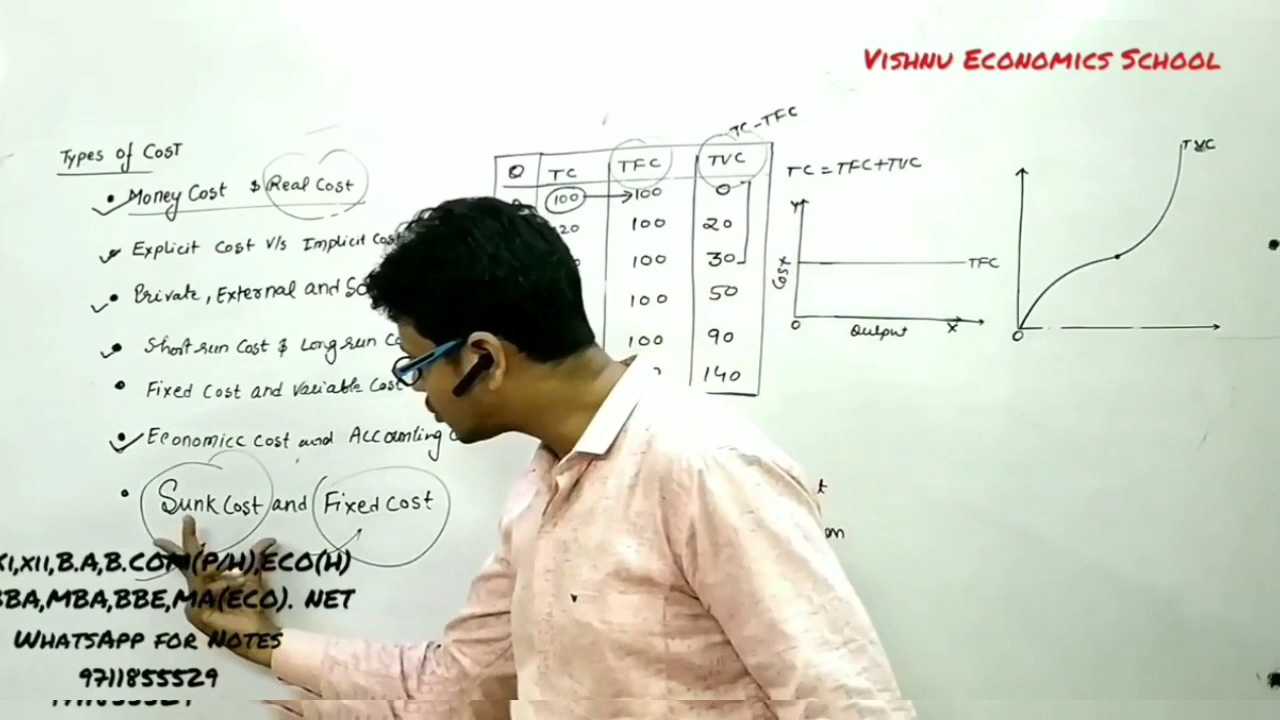 VISHNU ECONOMICS SCHOOL
Types of Cost
Money Cost & Real Cost
Explicit Cost V/s Implicit Cost
Private, External and
Short run Cost & Long run
Fixed Cost and Variable Cost
Economicc Cost and Accounting
Sunk Cost and Fixed Cost
TC-TFC
Q TC TFC TVC
100 100 0
20 100 20
100 30
100 50
100 90
140
TC = TFC+TVC
Y
Cost
TFC
O Output X
TVC
O
XI,XII,B.A,B.COM(P/H),ECO(H)
BBA,MBA,BBE,MA(ECO). NET
WHATSAPP FOR NOTES
9711855529